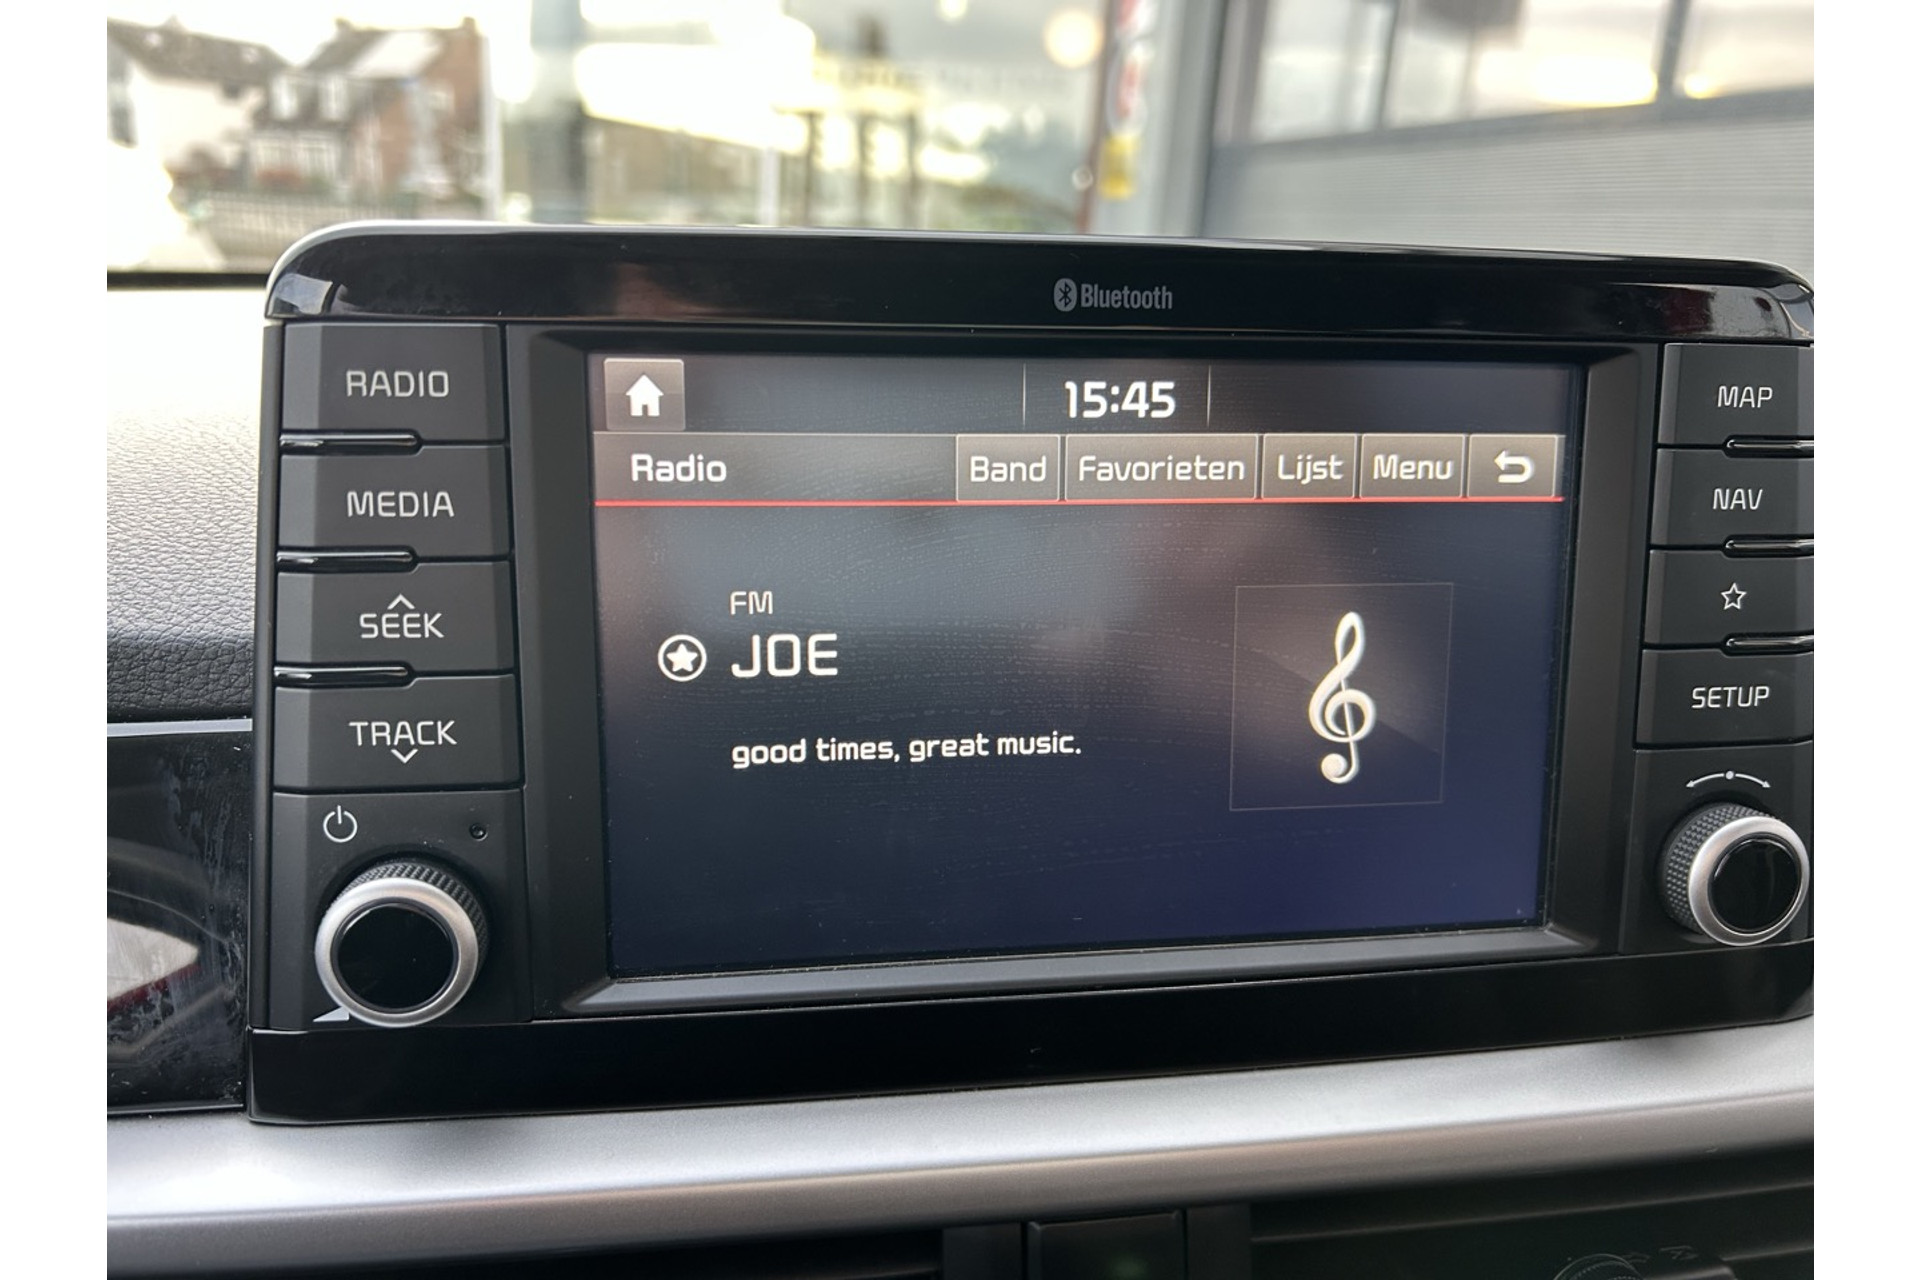 Bluetooth
RADIO
MEDIA
SEEK
TRACK
15:45
Radio Band Favorieten Lijst Menu
FM
JOE
good times, great music.
MAP
NAV
SETUP